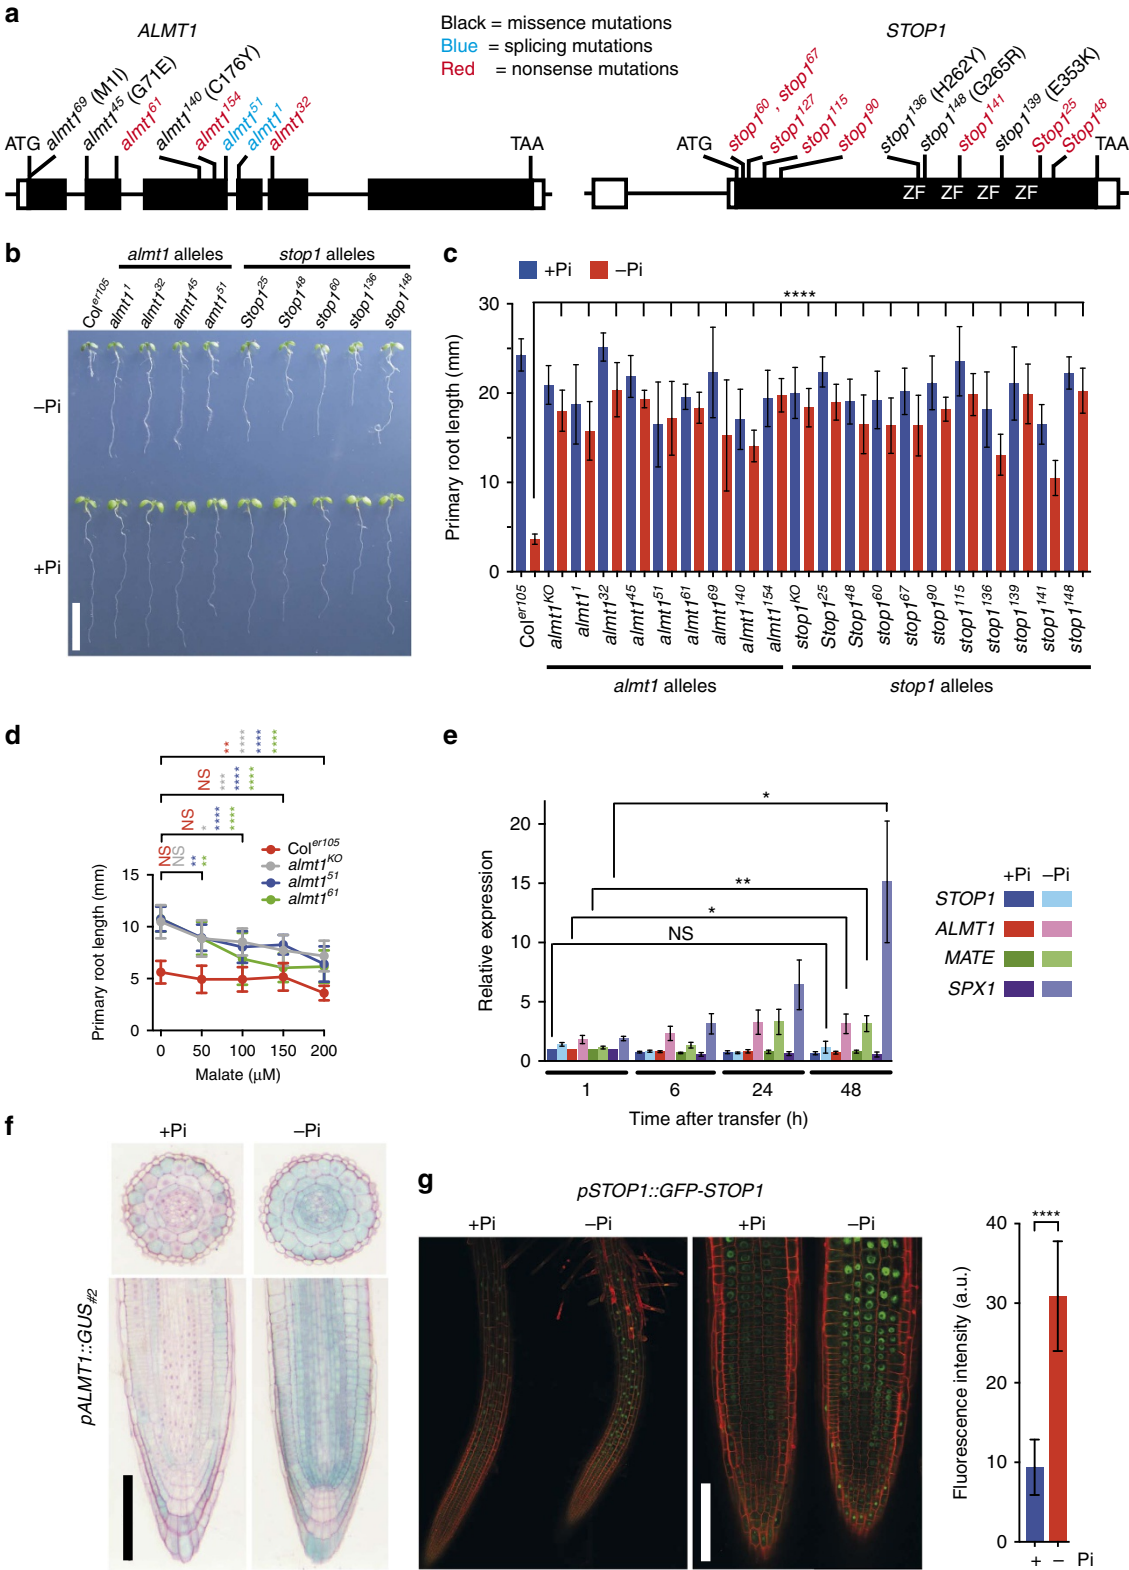 a
ALMT1
Black = missence mutations
Blue = splicing mutations
Red = nonsense mutations
STOP1
ATG
almt1^69 (M1I)
almt1^45 (G71E)
almt1^61
almt1^140 (C176Y)
almt1^154
almt1^51
almt1^1
almt1^32
TAA
ATG
stop1^60, stop1^67
stop1^127
stop1^115
stop1^90
stop1^136 (H262Y)
stop1^148 (G265R)
stop1^141
stop1^139 (E353K)
Stop1^25
Stop1^48
TAA
ZF ZF ZF ZF
b
almt1 alleles
stop1 alleles
Col^er105
almt1^1
almt1^32
almt1^45
amt1^51
Stop1^25
Stop1^48
stop1^60
stop1^136
stop1^148
–Pi
+Pi
c
+Pi
–Pi
****
Primary root length (mm)
30
20
10
0
Col^er105
almt1^KO
almt1^1
almt1^32
almt1^45
almt1^51
almt1^61
almt1^69
almt1^140
almt1^154
stop1^KO
Stop1^25
Stop1^48
stop1^60
stop1^67
stop1^90
stop1^115
stop1^136
stop1^139
stop1^141
stop1^148
almt1 alleles
stop1 alleles
d
** **** **** ****
NS *** **** ****
NS * **** ****
NS NS ** **
Col^er105
almt1^KO
almt1^51
almt1^61
Primary root length (mm)
15
10
5
0
0 50 100 150 200
Malate (µM)
e
*
**
*
NS
Relative expression
20
15
10
5
0
1 6 24 48
Time after transfer (h)
+Pi –Pi
STOP1
ALMT1
MATE
SPX1
f
+Pi –Pi
pALMT1::GUS#2
g
pSTOP1::GFP-STOP1
+Pi –Pi +Pi –Pi
****
Fluorescence intensity (a.u.)
40
30
20
10
0
+ – Pi